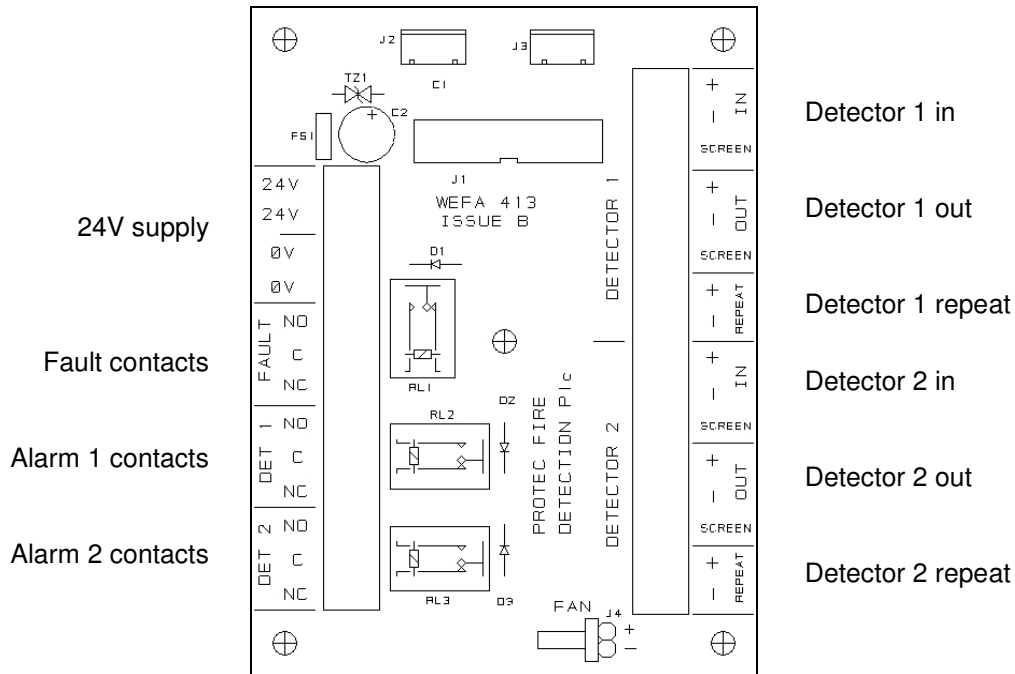 J2
J3
TZ1
C1
C2
FS1
J1
WEFA 413
ISSUE B
24V supply
24V
24V
0V
0V
Fault contacts
FAULT
NO
C
NC
Alarm 1 contacts
DET 1
NO
C
NC
Alarm 2 contacts
DET 2
NO
C
NC
D1
RL1
RL2
D2
RL3
D3
PROTEC FIRE
DETECTION Plc
DETECTOR 1
DETECTOR 2
FAN
J4
+
−
+
−
IN
SCREEN
Detector 1 in
+
−
OUT
SCREEN
Detector 1 out
+
−
REPEAT
Detector 1 repeat
+
−
IN
SCREEN
Detector 2 in
+
−
OUT
SCREEN
Detector 2 out
+
−
REPEAT
Detector 2 repeat